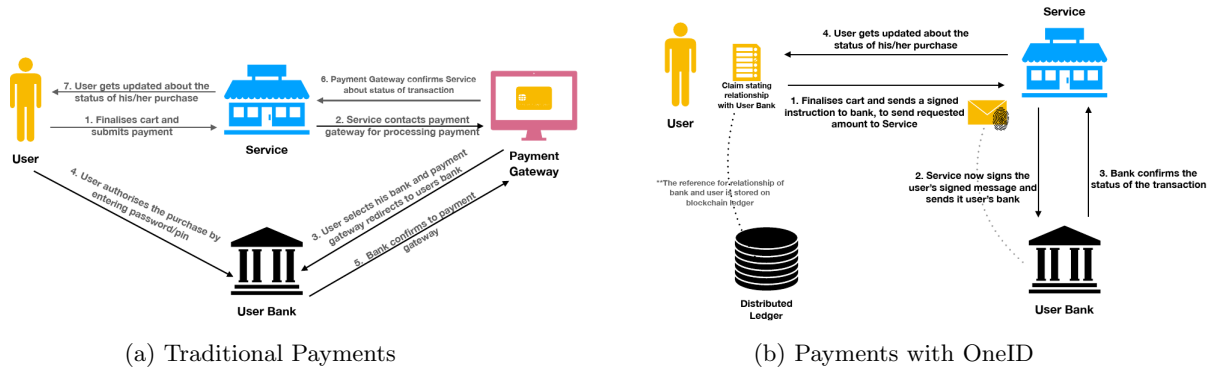 7. User gets updated about the
status of his/her purchase
1. Finalises cart and
submits payment
User
Service
6. Payment Gateway confirms Service
about status of transaction
2. Service contacts payment
gateway for processing payment
Payment
Gateway
4. User authorises the purchase by
entering password/pin
3. User selects his bank and payment
gateway redirects to users bank
5. Bank confirms to payment
gateway
User Bank
(a) Traditional Payments
Service
4. User gets updated about the
status of his/her purchase
Claim stating
relationship
with User Bank
User
1. Finalises cart and sends a signed
instruction to bank, to send requested
amount to Service
2. Service now signs the
user's signed message and
sends it user's bank
3. Bank confirms the
status of the transaction
**The reference for relationship of
bank and user is stored on
blockchain ledger
Distributed
Ledger
User Bank
(b) Payments with OneID